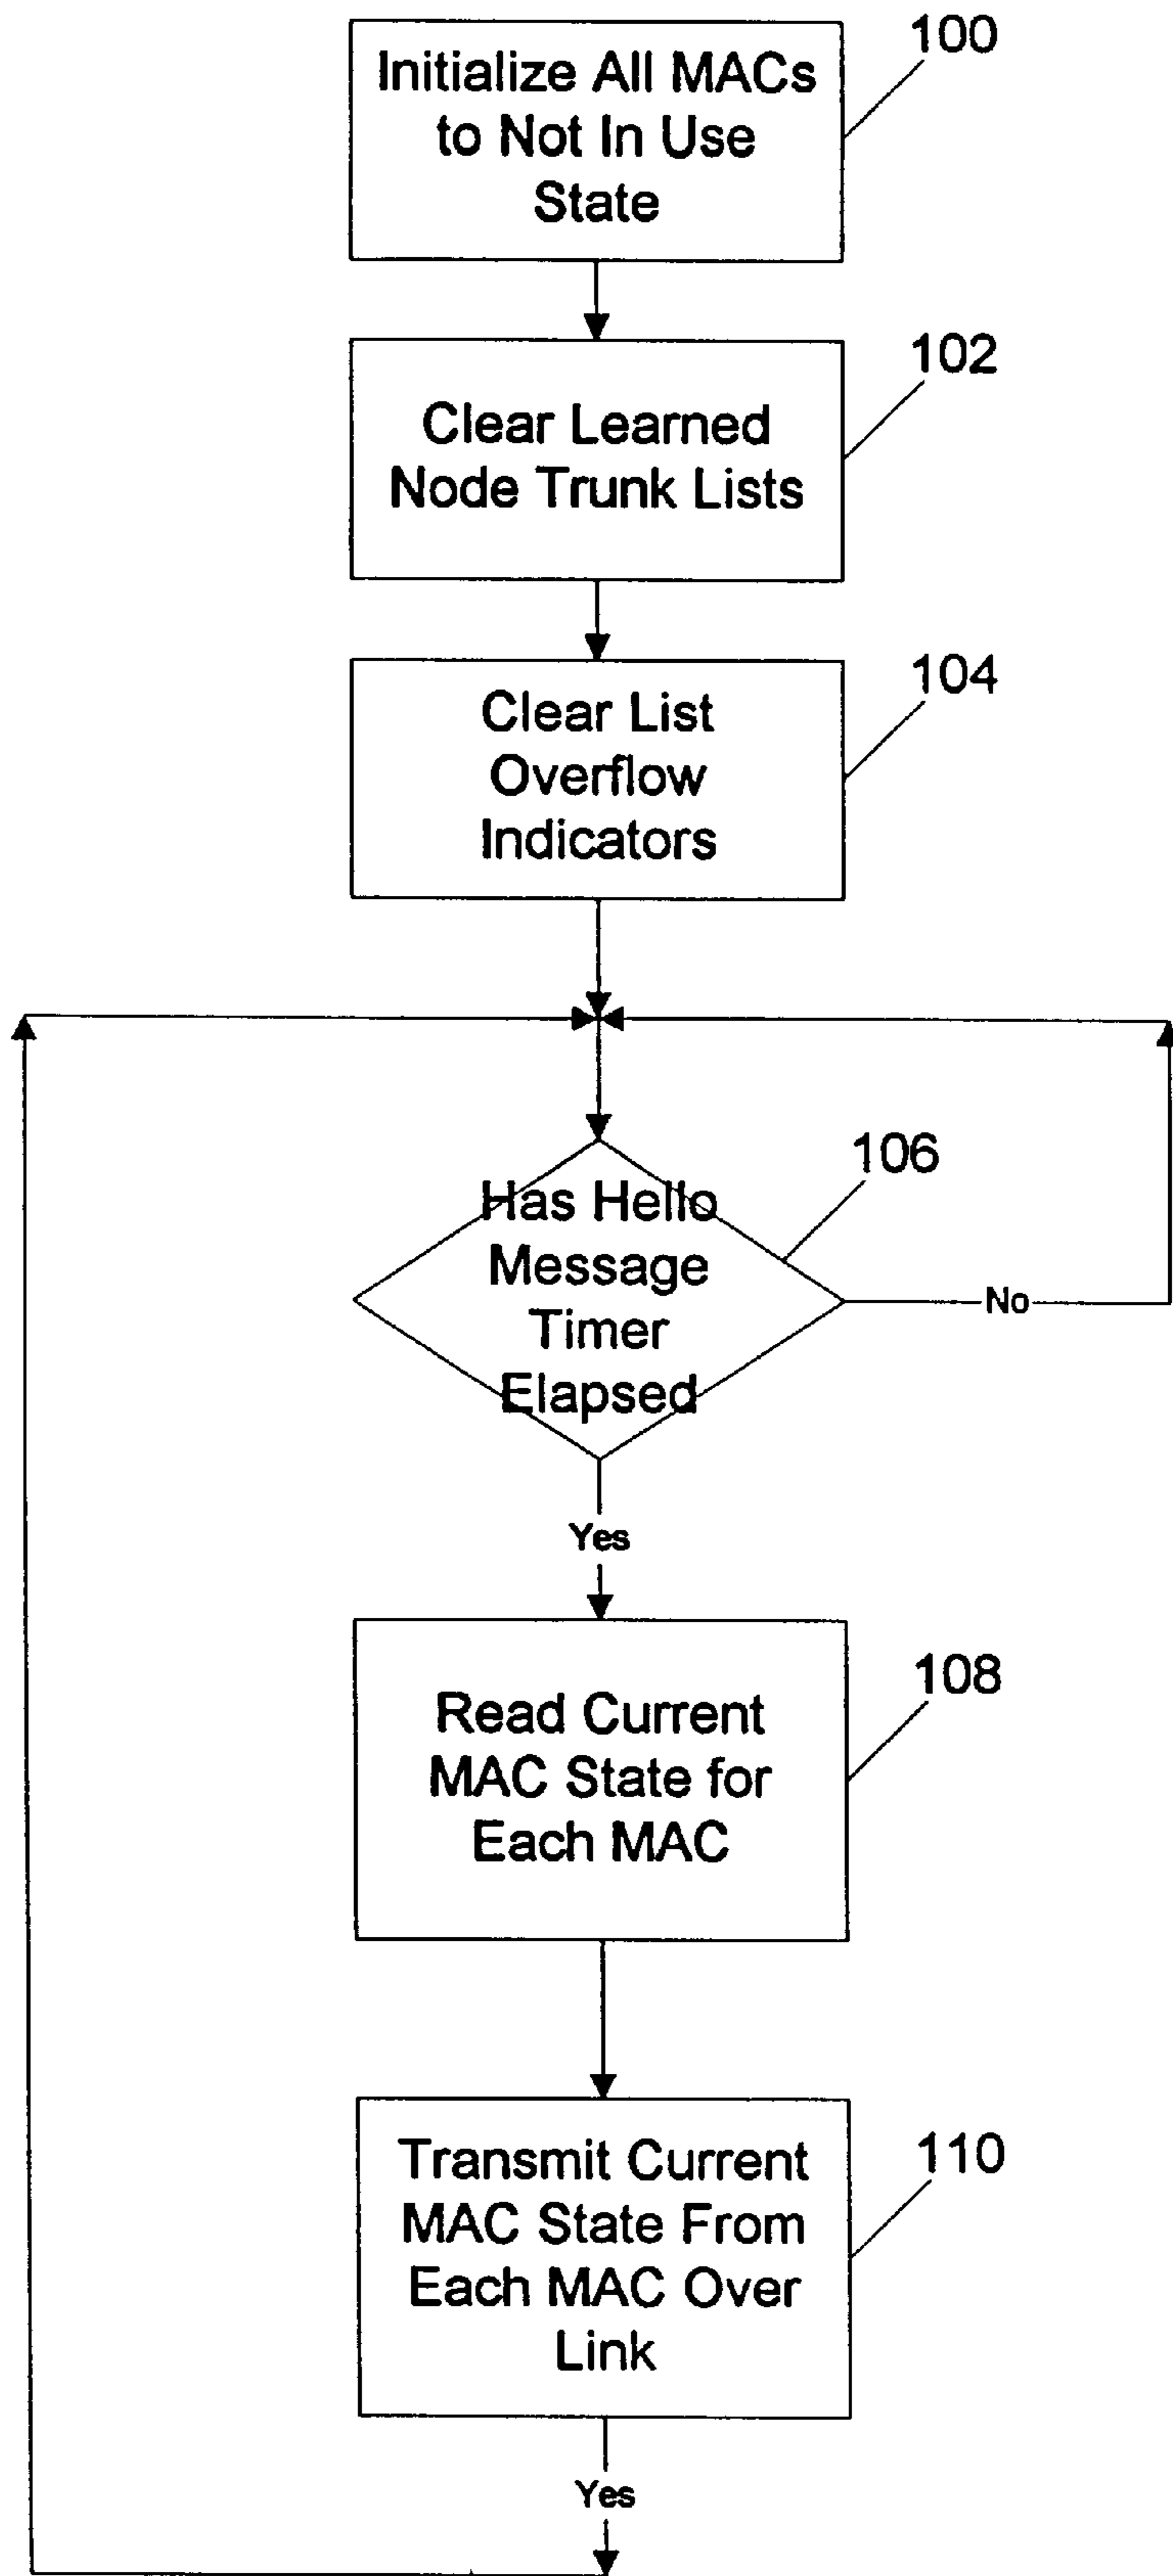 100
Initialize All MACs
to Not In Use
State
102
Clear Learned
Node Trunk Lists
104
Clear List
Overflow
Indicators
106
Has Hello
Message
Timer
Elapsed
No
Yes
108
Read Current
MAC State for
Each MAC
110
Transmit Current
MAC State From
Each MAC Over
Link
Yes